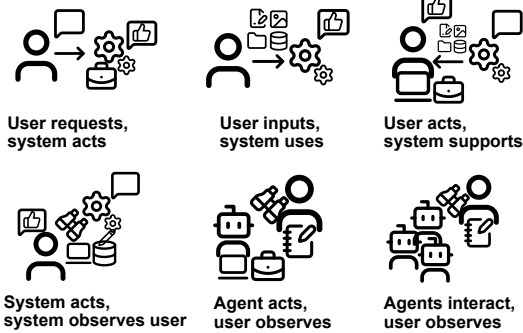 User requests,
system acts
User inputs,
system uses
User acts,
system supports
System acts,
system observes user
Agent acts,
user observes
Agents interact,
user observes